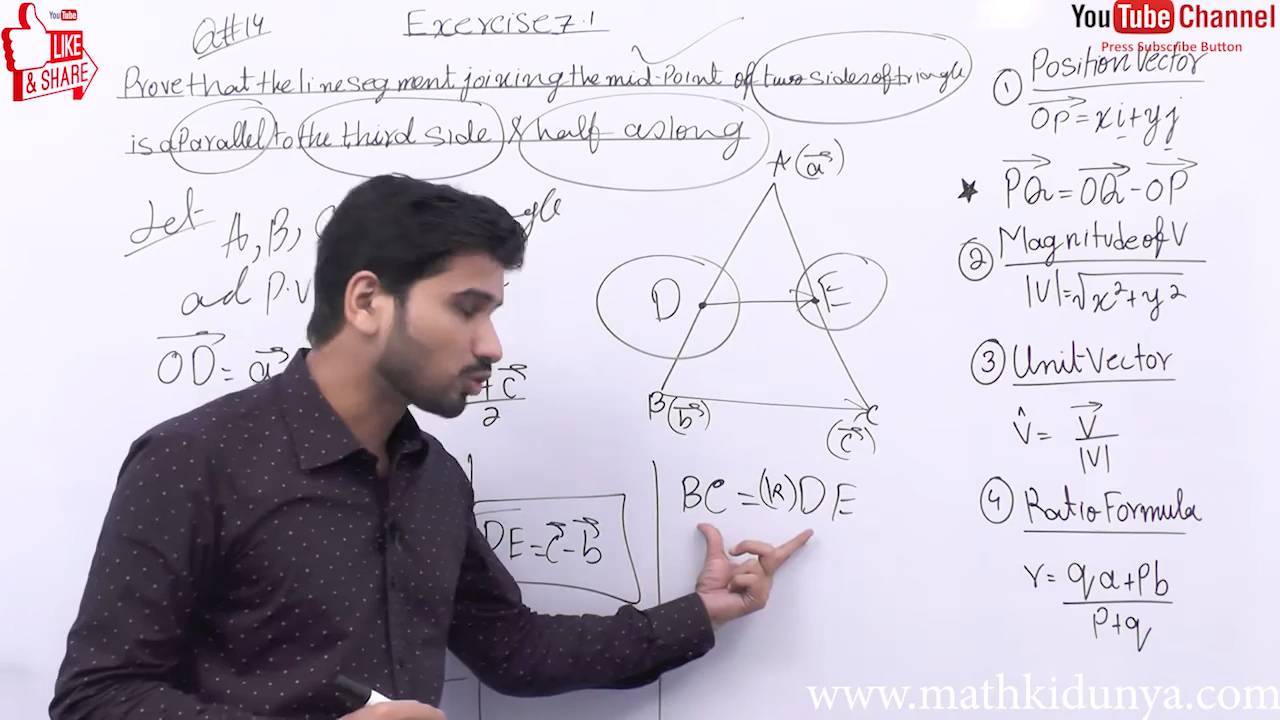 YouTube
LIKE
& SHARE
Q#14
Exercise 7.1
Prove that the line segment joining the mid-Point of two sides of triangle
is a Parallel to the third side & half as long
Let A, B,
ad P.V
OD = a
+ c
2
DE = c - b
A (a)
D
E
B (b)
C
(c)
BC = (k) DE
YouTube Channel
Press Subscribe Button
① Position Vector
OP = xi + yj
★ PQ = OQ - OP
② Magnitude of V
|V| = √x² + y²
③ Unit Vector
v̂ = V
|V|
④ Ratio Formula
r = qa + Pb
P + q
www.mathkidunya.com